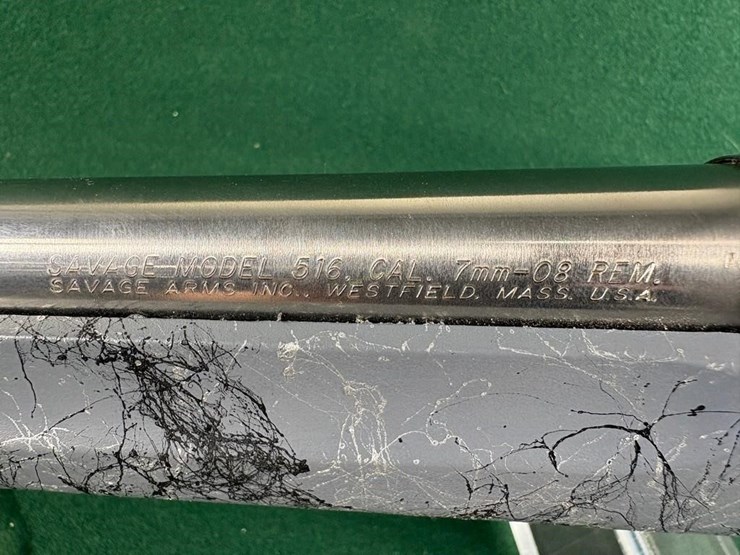 SAVAGE MODEL 516, CAL. 7mm-08 REM.
SAVAGE ARMS INC., WESTFIELD, MASS. U.S.A.